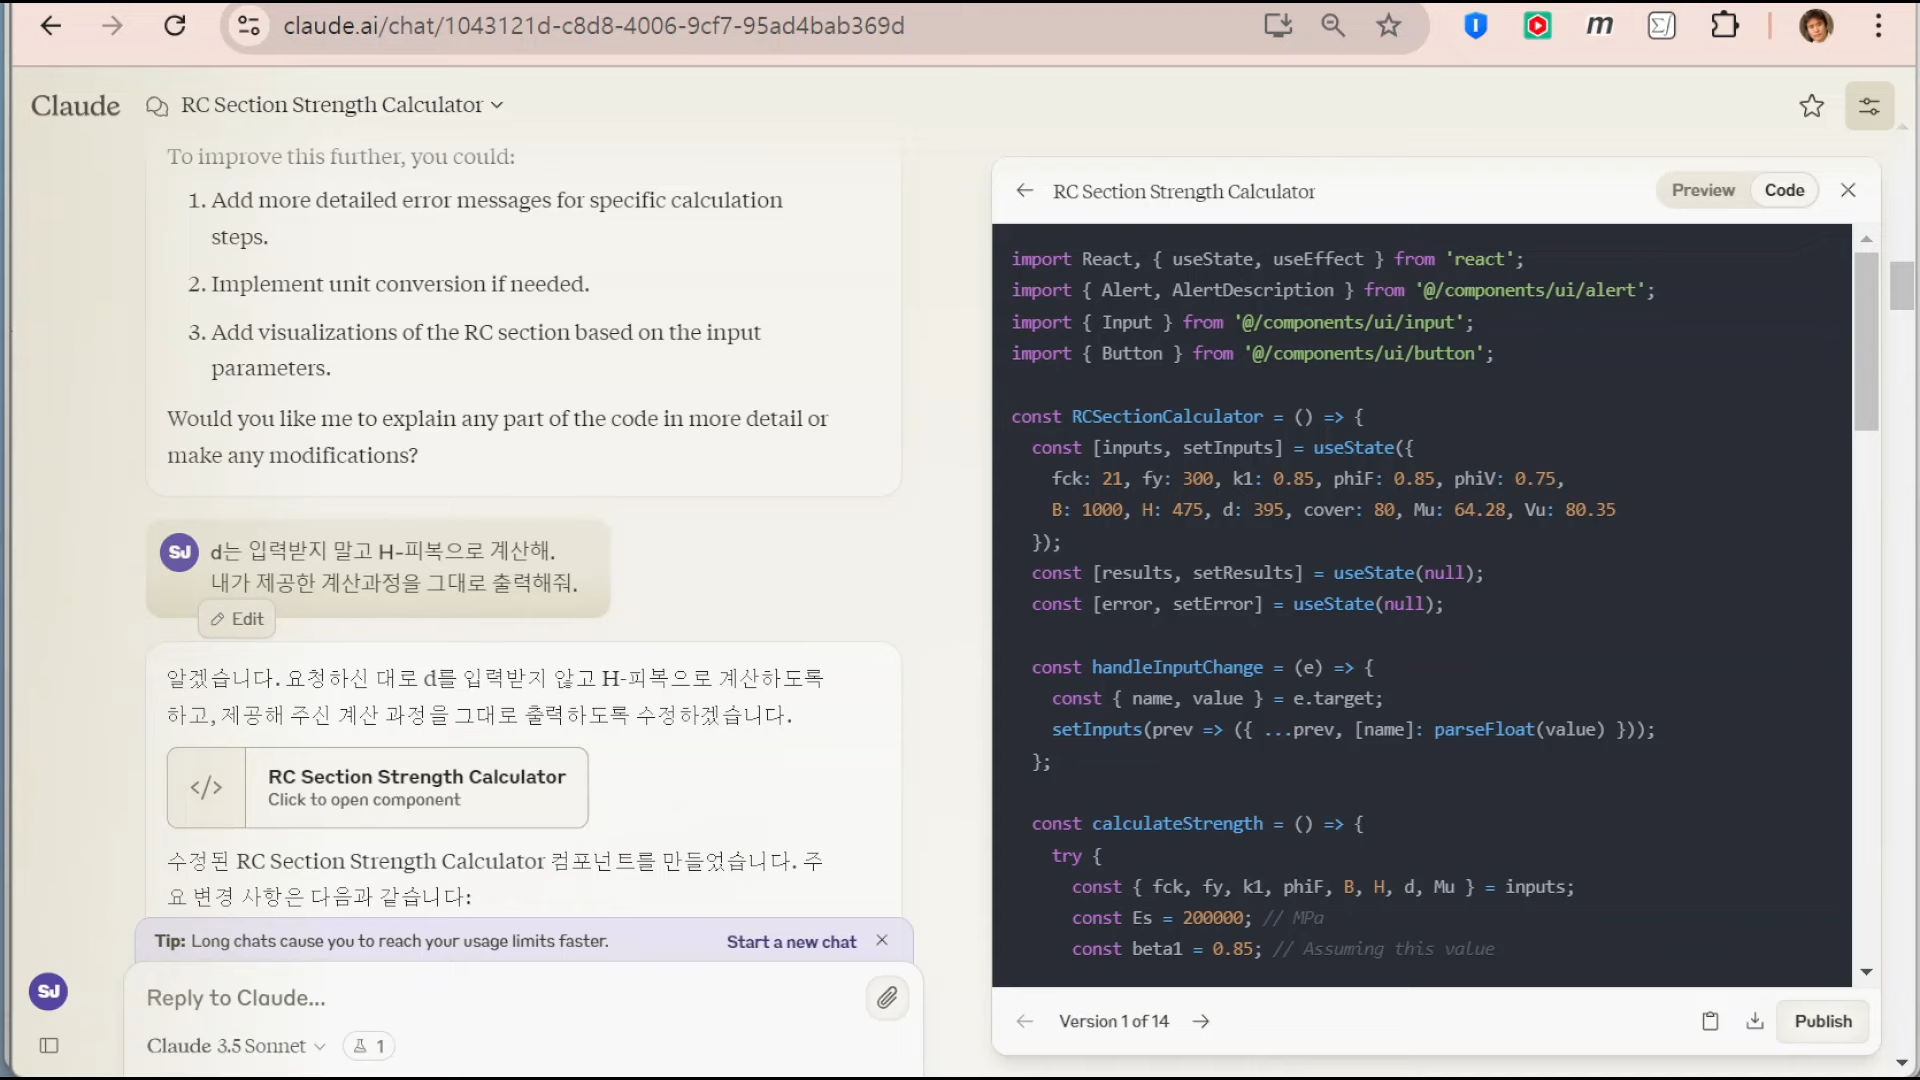 claude.ai/chat/1043121d-c8d8-4006-9cf7-95ad4bab369d
Claude
RC Section Strength Calculator
To improve this further, you could:
1. Add more detailed error messages for specific calculation
steps.
2. Implement unit conversion if needed.
3. Add visualizations of the RC section based on the input
parameters.
Would you like me to explain any part of the code in more detail or
make any modifications?
SJ
d는 입력받지 말고 H-피복으로 계산해.
내가 제공한 계산과정을 그대로 출력해줘.
Edit
알겠습니다. 요청하신 대로 d를 입력받지 않고 H-피복으로 계산하도록
하고, 제공해 주신 계산 과정을 그대로 출력하도록 수정하겠습니다.
</>
RC Section Strength Calculator
Click to open component
수정된 RC Section Strength Calculator 컴포넌트를 만들었습니다. 주
요 변경 사항은 다음과 같습니다:
Tip: Long chats cause you to reach your usage limits faster.
Start a new chat
SJ
Reply to Claude...
Claude 3.5 Sonnet
1
RC Section Strength Calculator
Preview
Code
import React, { useState, useEffect } from 'react';
import { Alert, AlertDescription } from '@/components/ui/alert';
import { Input } from '@/components/ui/input';
import { Button } from '@/components/ui/button';
const RCSectionCalculator = () => {
const [inputs, setInputs] = useState({
fck: 21, fy: 300, k1: 0.85, phiF: 0.85, phiV: 0.75,
B: 1000, H: 475, d: 395, cover: 80, Mu: 64.28, Vu: 80.35
});
const [results, setResults] = useState(null);
const [error, setError] = useState(null);
const handleInputChange = (e) => {
const { name, value } = e.target;
setInputs(prev => ({ ...prev, [name]: parseFloat(value) }));
};
const calculateStrength = () => {
try {
const { fck, fy, k1, phiF, B, H, d, Mu } = inputs;
const Es = 200000; // MPa
const beta1 = 0.85; // Assuming this value
Version 1 of 14
Publish